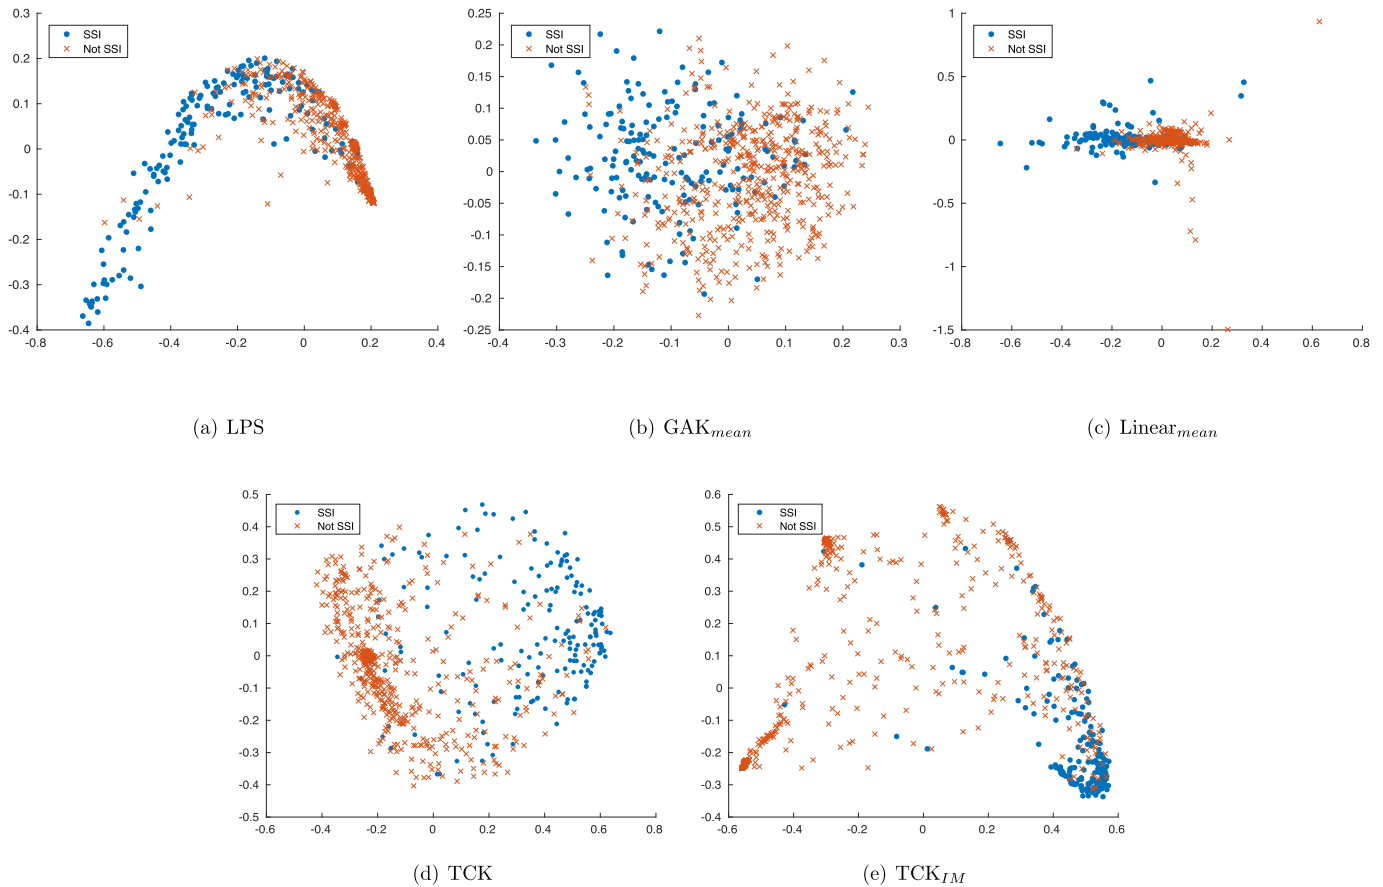 0.3
0.2
0.1
0
-0.1
-0.2
-0.3
-0.4
-0.8 -0.6 -0.4 -0.2 0 0.2 0.4
SSI
Not SSI
(a) LPS
0.25
0.2
0.15
0.1
0.05
0
-0.05
-0.1
-0.15
-0.2
-0.25
-0.4 -0.3 -0.2 -0.1 0 0.1 0.2 0.3
SSI
Not SSI
(b) GAKmean
1
0.5
0
-0.5
-1
-1.5
-0.8 -0.6 -0.4 -0.2 0 0.2 0.4 0.6 0.8
SSI
Not SSI
(c) Linearmean
0.5
0.4
0.3
0.2
0.1
0
-0.1
-0.2
-0.3
-0.4
-0.5
-0.6 -0.4 -0.2 0 0.2 0.4 0.6 0.8
SSI
Not SSI
(d) TCK
0.6
0.5
0.4
0.3
0.2
0.1
0
-0.1
-0.2
-0.3
-0.4
-0.6 -0.4 -0.2 0 0.2 0.4 0.6
SSI
Not SSI
(e) TCKIM